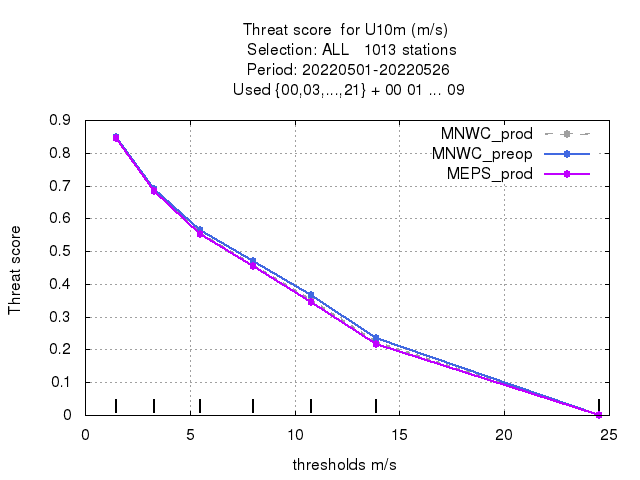 Threat score for U10m (m/s)
Selection: ALL 1013 stations
Period: 20220501-20220526
Used {00,03,...,21} + 00 01 ... 09
MNWC_prod
MNWC_preop
MEPS_prod
Threat score
0.9
0.8
0.7
0.6
0.5
0.4
0.3
0.2
0.1
0
0 5 10 15 20 25
thresholds m/s